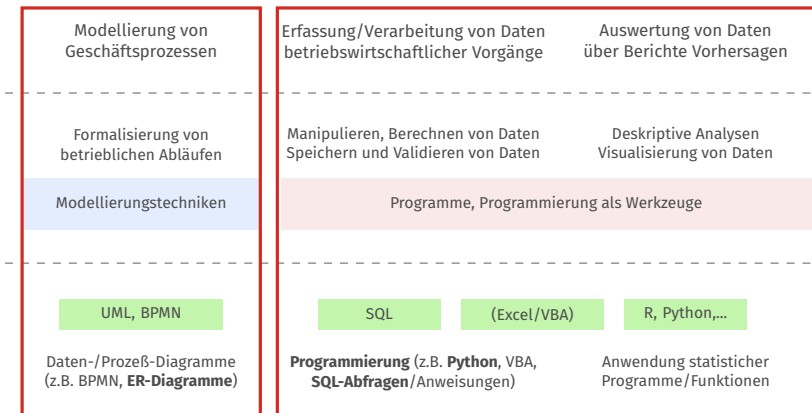 Modellierung von
Geschäftsprozessen
Erfassung/Verarbeitung von Daten
betriebswirtschaftlicher Vorgänge
Auswertung von Daten
über Berichte Vorhersagen
Formalisierung von
betrieblichen Abläufen
Manipulieren, Berechnen von Daten
Speichern und Validieren von Daten
Deskriptive Analysen
Visualisierung von Daten
Modellierungstechniken
Programme, Programmierung als Werkzeuge
UML, BPMN
SQL
(Excel/VBA)
R, Python,...
Daten-/Prozeß-Diagramme
(z.B. BPMN, ER-Diagramme)
Programmierung (z.B. Python, VBA,
SQL-Abfragen/Anweisungen)
Anwendung statisticher
Programme/Funktionen